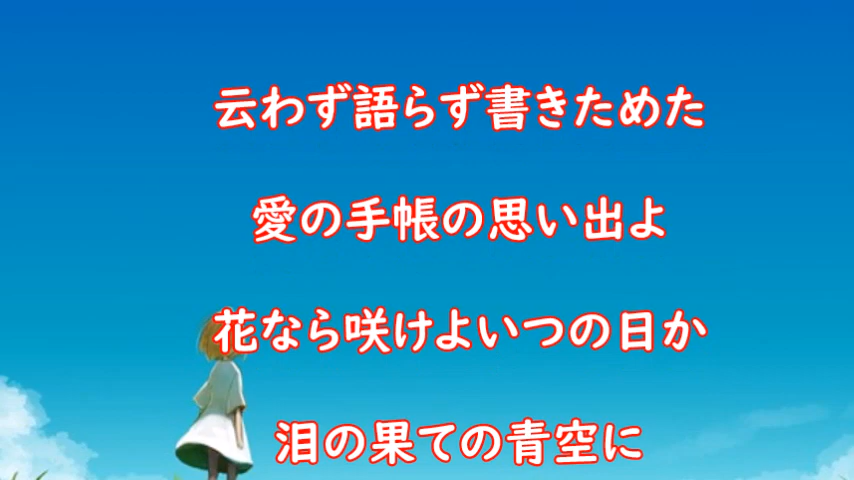 云わず語らず書きためた
愛の手帳の思い出よ
花なら咲けよいつの日か
泪の果ての青空に